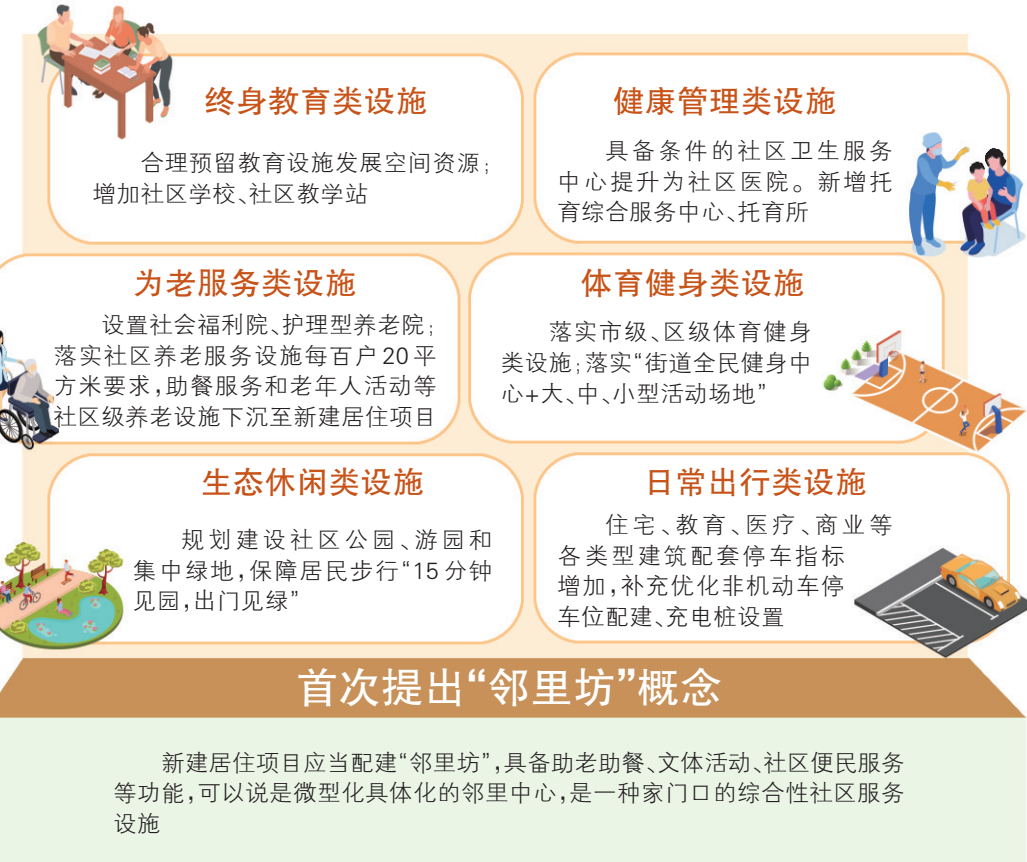 终身教育类设施
合理预留教育设施发展空间资源；
增加社区学校、社区教学站
健康管理类设施
具备条件的社区卫生服务
中心提升为社区医院。新增托
育综合服务中心、托育所
为老服务类设施
设置社会福利院、护理型养老院；
落实社区养老服务设施每百户20平
方米要求，助餐服务和老年人活动等
社区级养老设施下沉至新建居住项目
体育健身类设施
落实市级、区级体育健身
类设施；落实“街道全民健身中
心+大、中、小型活动场地”
生态休闲类设施
规划建设社区公园、游园和
集中绿地，保障居民步行“15分钟
见园，出门见绿”
日常出行类设施
住宅、教育、医疗、商业等
各类型建筑配套停车指标
增加，补充优化非机动车停
车位配建、充电桩设置
首次提出“邻里坊”概念
新建居住项目应当配建“邻里坊”，具备助老助餐、文体活动、社区便民服务
等功能，可以说是微型化具体化的邻里中心，是一种家门口的综合性社区服务
设施